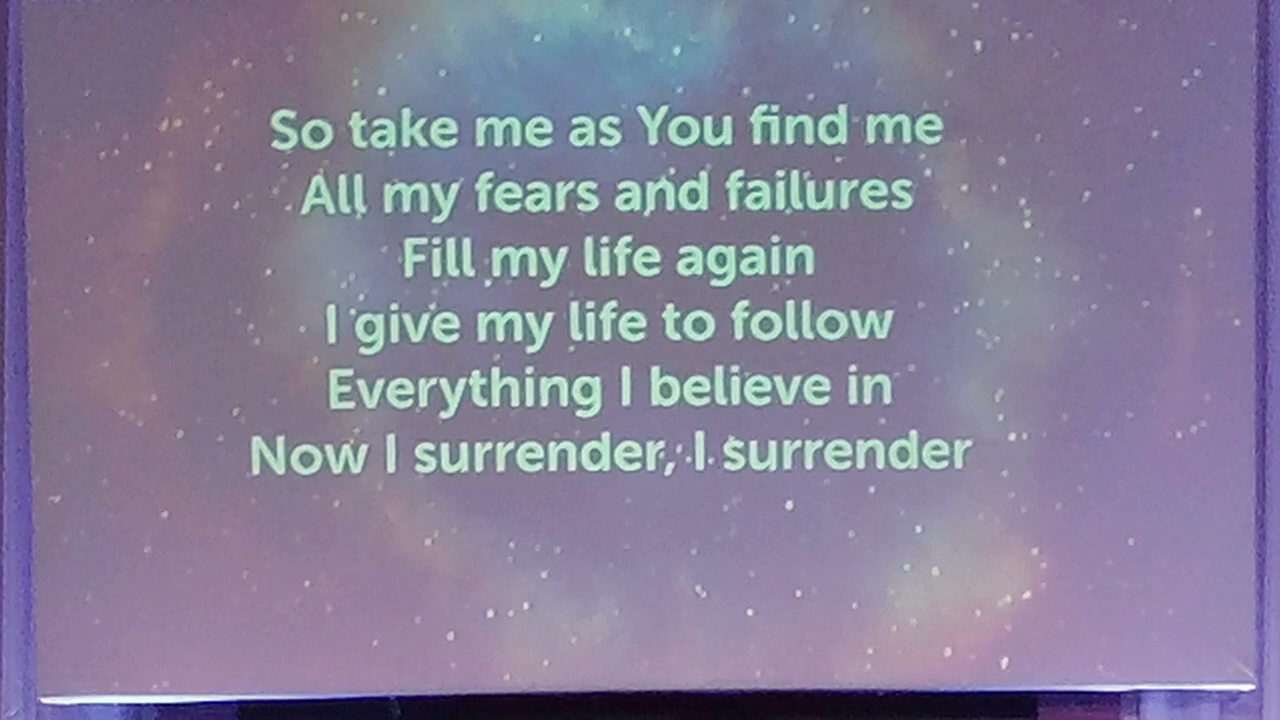 So take me as You find me
All my fears and failures
Fill my life again
I give my life to follow
Everything I believe in
Now I surrender, I surrender